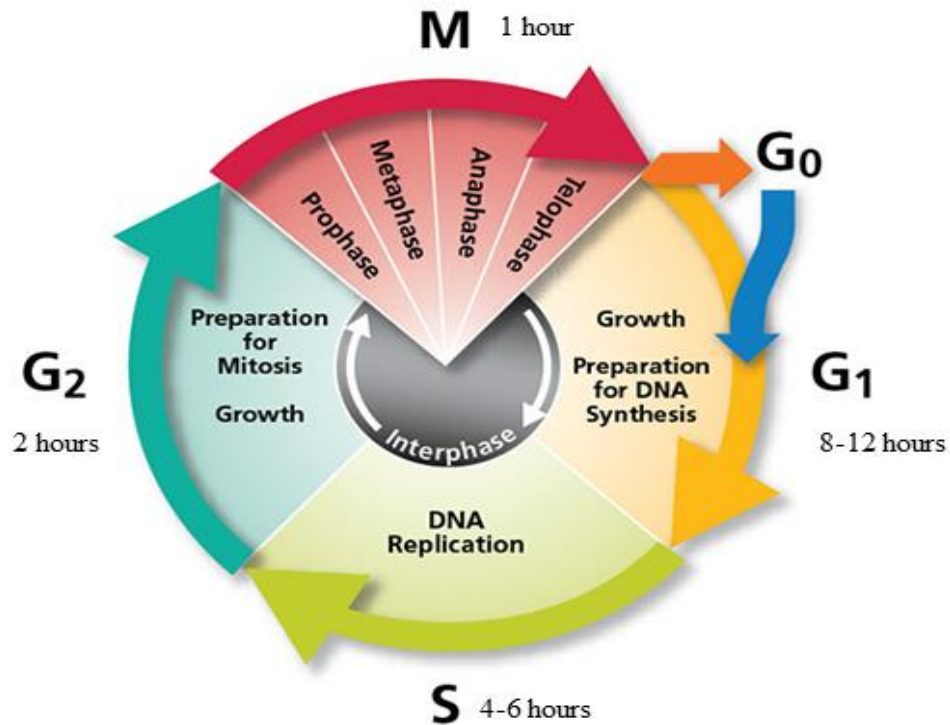 M 1 hour
Prophase
Metaphase
Anaphase
Telophase
G0
Preparation
for
Mitosis
Growth
Growth
Preparation
for DNA
Synthesis
G2
2 hours
G1
8-12 hours
Interphase
DNA
Replication
S 4-6 hours